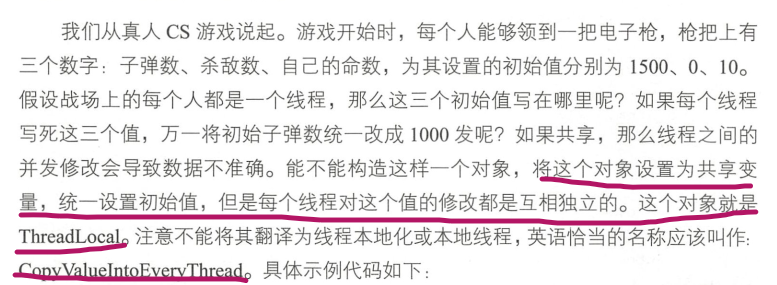 我们从真人 CS 游戏说起。游戏开始时，每个人能够领到一把电子枪，枪把上有
三个数字：子弹数、杀敌数、自己的命数，为其设置的初始值分别为 1500、0、10。
假设战场上的每个人都是一个线程，那么这三个初始值写在哪里呢？如果每个线程
写死这三个值，万一将初始子弹数统一改成 1000 发呢？如果共享，那么线程之间的
并发修改会导致数据不准确。能不能构造这样一个对象，将这个对象设置为共享变
量，统一设置初始值，但是每个线程对这个值的修改都是互相独立的。这个对象就是
ThreadLocal。注意不能将其翻译为线程本地化或本地线程，英语恰当的名称应该叫作：
CopyValueIntoEveryThread。具体示例代码如下：